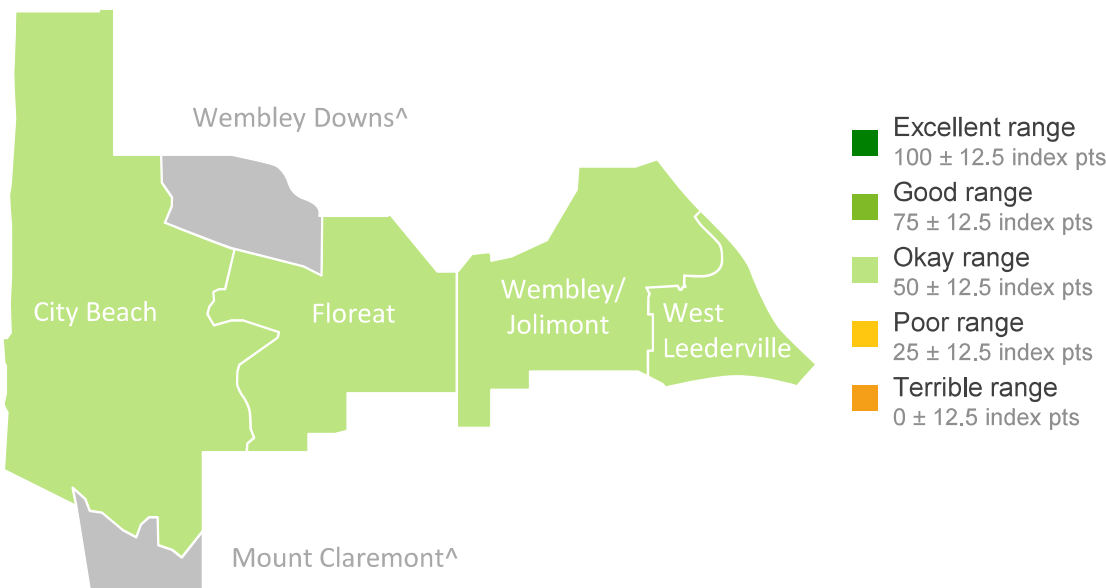 Wembley Downs^
City Beach
Floreat
Wembley/
Jolimont
West
Leederville
Mount Claremont^
Excellent range
100 ± 12.5 index pts
Good range
75 ± 12.5 index pts
Okay range
50 ± 12.5 index pts
Poor range
25 ± 12.5 index pts
Terrible range
0 ± 12.5 index pts